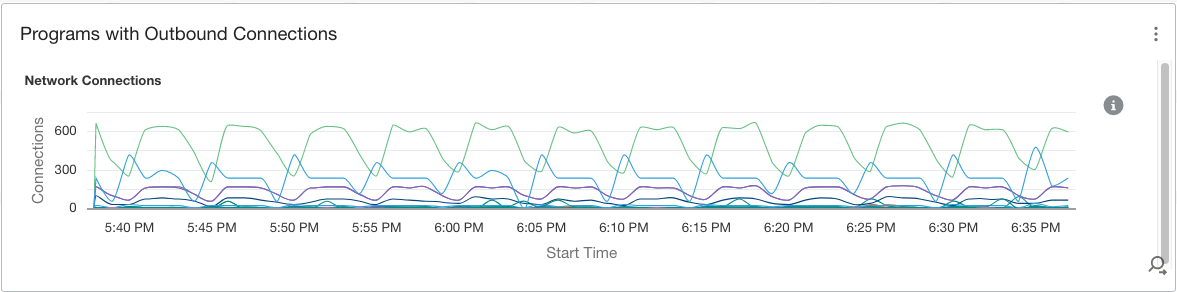 Programs with Outbound Connections
Network Connections
Connections
600
300
0
5:40 PM 5:45 PM 5:50 PM 5:55 PM 6:00 PM 6:05 PM 6:10 PM 6:15 PM 6:20 PM 6:25 PM 6:30 PM 6:35 PM
Start Time